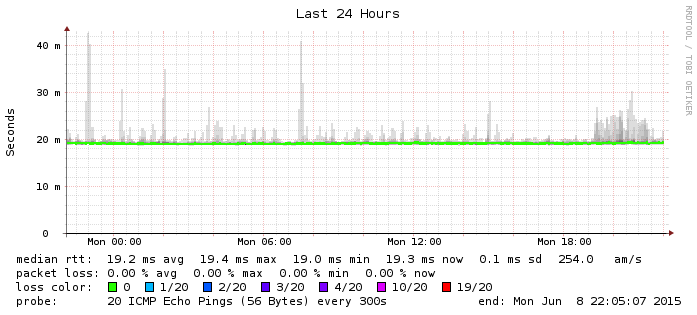 Last 24 Hours
RRDTOOL / TOBI OETIKER
Seconds
40 m
30 m
20 m
10 m
0
Mon 00:00 Mon 06:00 Mon 12:00 Mon 18:00
median rtt: 19.2 ms avg 19.4 ms max 19.0 ms min 19.3 ms now 0.1 ms sd 254.0 am/s
packet loss: 0.00 % avg 0.00 % max 0.00 % min 0.00 % now
loss color: 0 1/20 2/20 3/20 4/20 10/20 19/20
probe: 20 ICMP Echo Pings (56 Bytes) every 300s end: Mon Jun 8 22:05:07 2015